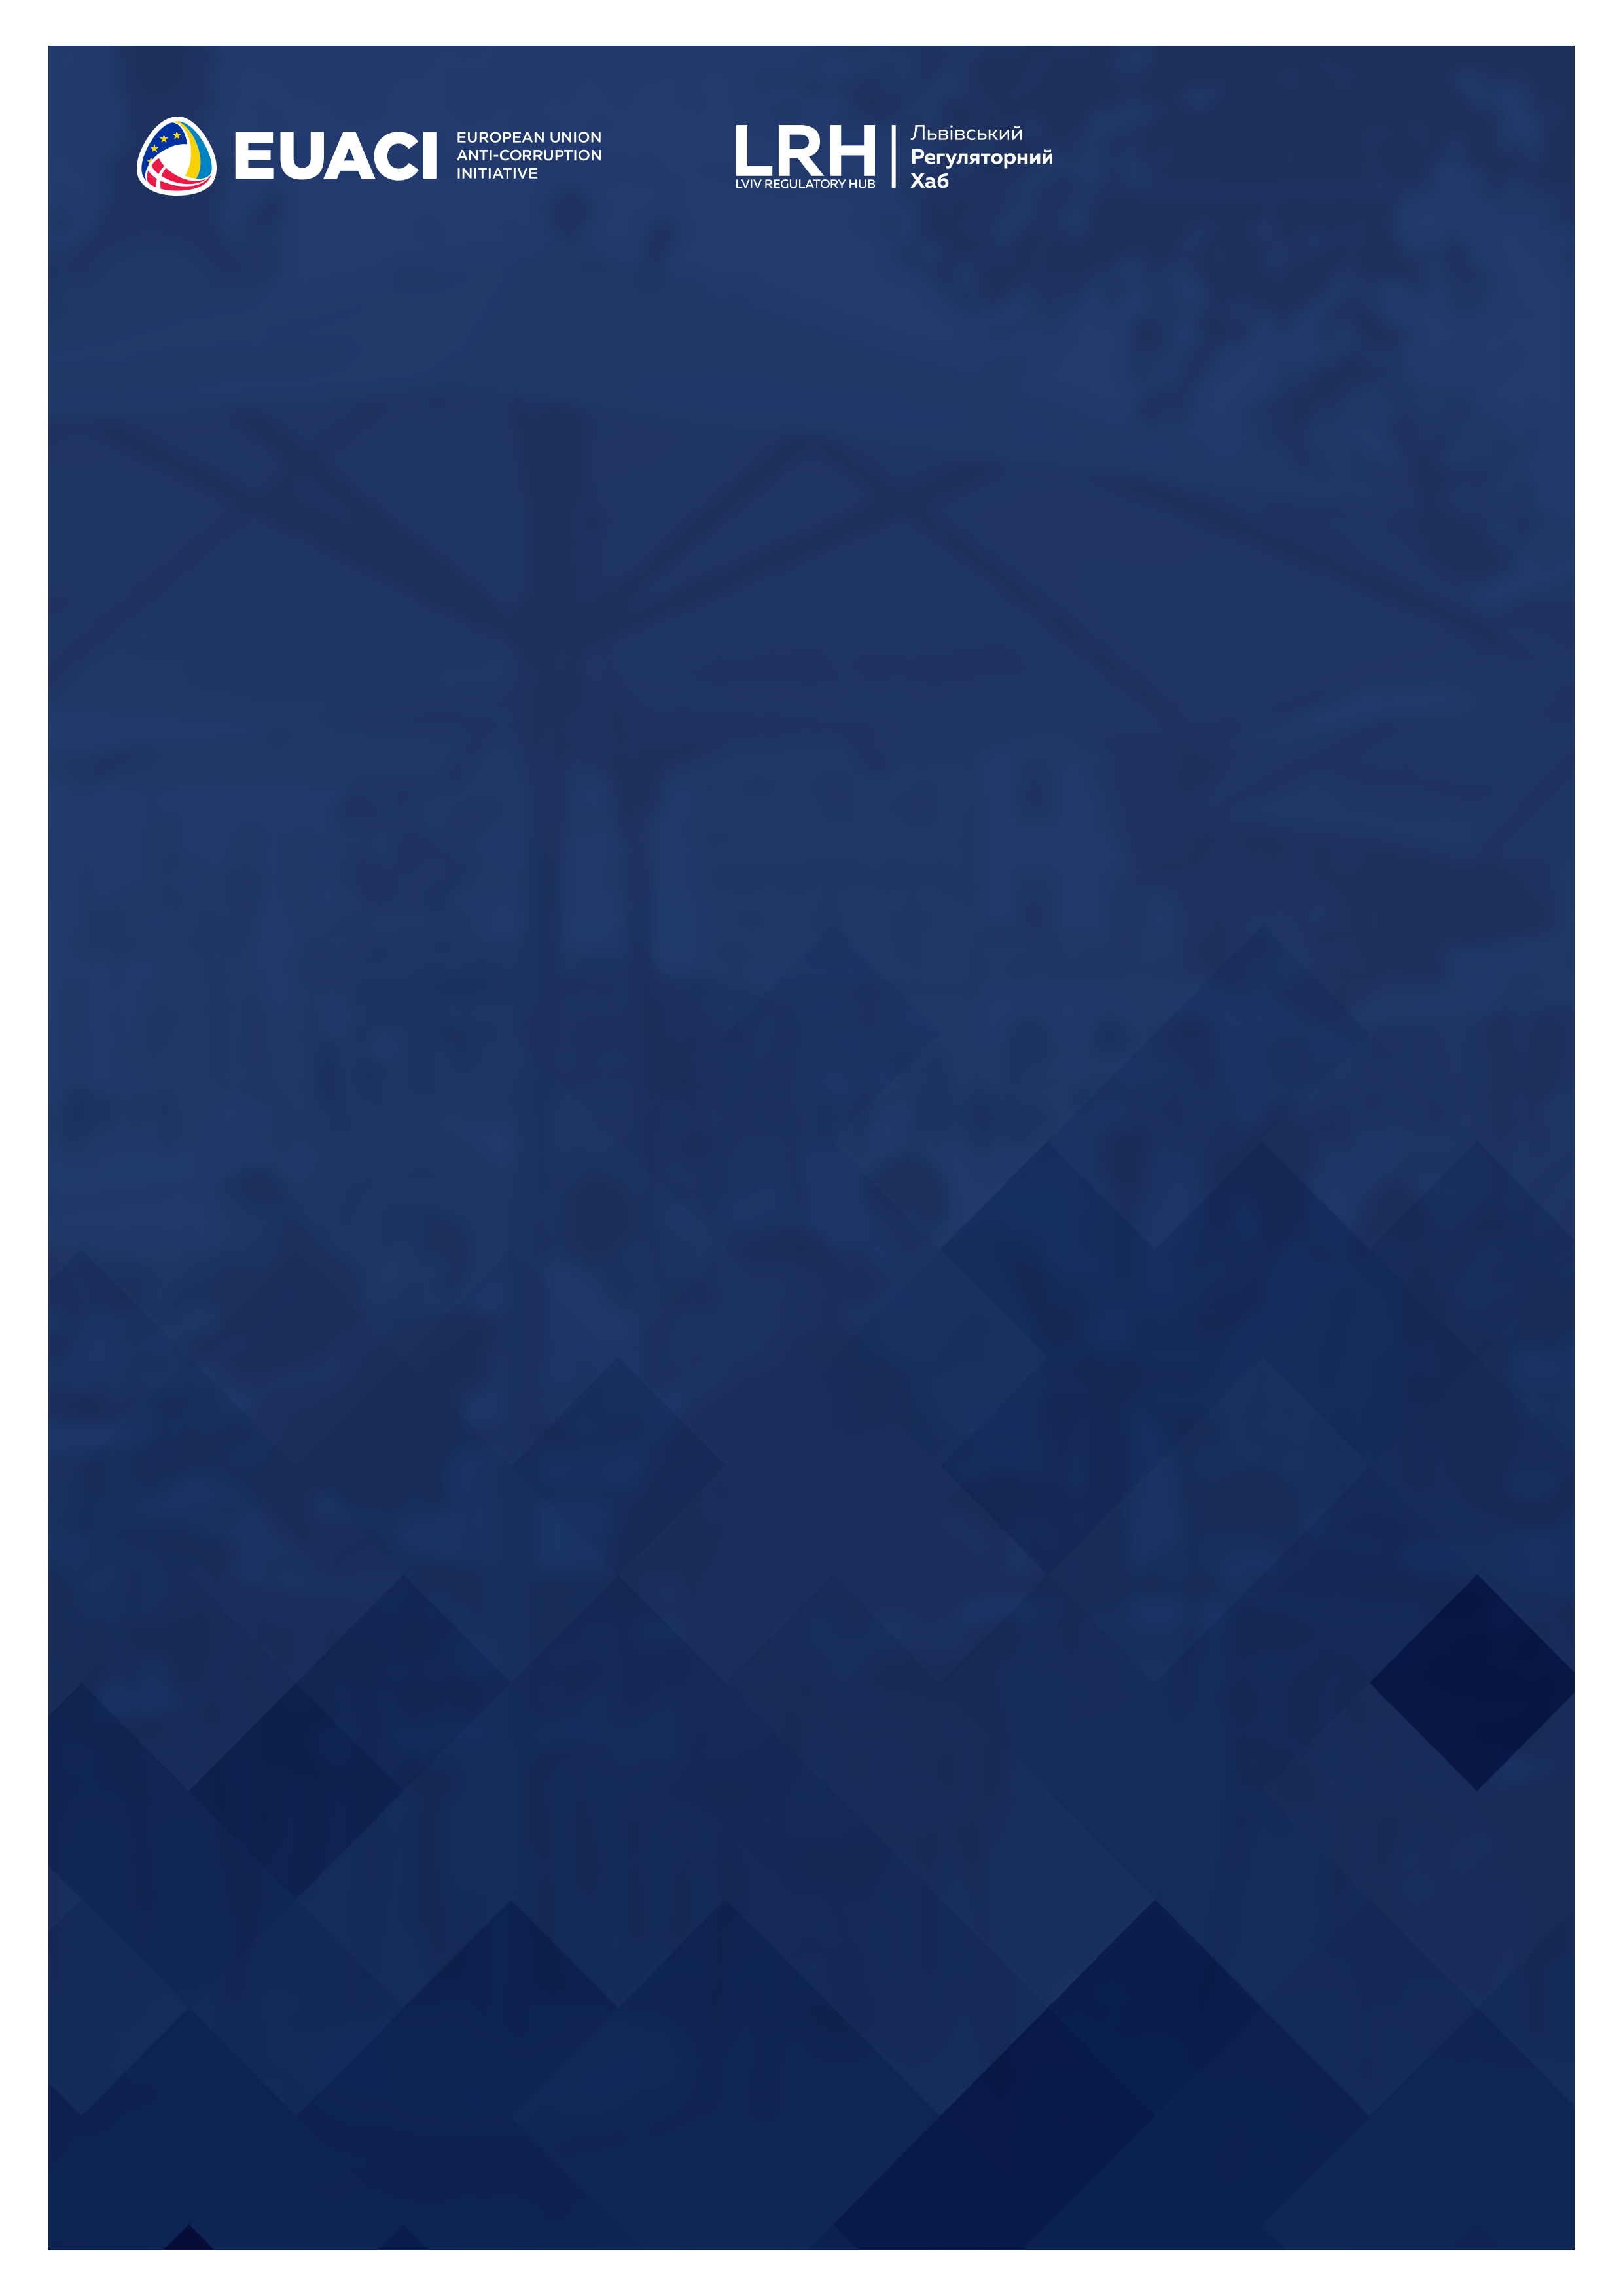 EUACI
EUROPEAN UNION
ANTI-CORRUPTION
INITIATIVE
LRH
LVIV REGULATORY HUB
Львівський
Регуляторний
Хаб